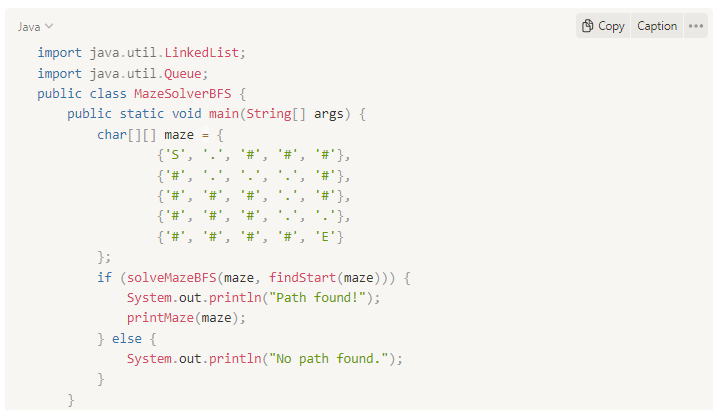 Java
Copy Caption
import java.util.LinkedList;
import java.util.Queue;
public class MazeSolverBFS {
    public static void main(String[] args) {
        char[][] maze = {
                {'S', '.', '#', '#', '#'},
                {'#', '.', '.', '.', '#'},
                {'#', '#', '#', '.', '#'},
                {'#', '#', '#', '.', '.'},
                {'#', '#', '#', '#', 'E'}
        };
        if (solveMazeBFS(maze, findStart(maze))) {
            System.out.println("Path found!");
            printMaze(maze);
        } else {
            System.out.println("No path found.");
        }
    }